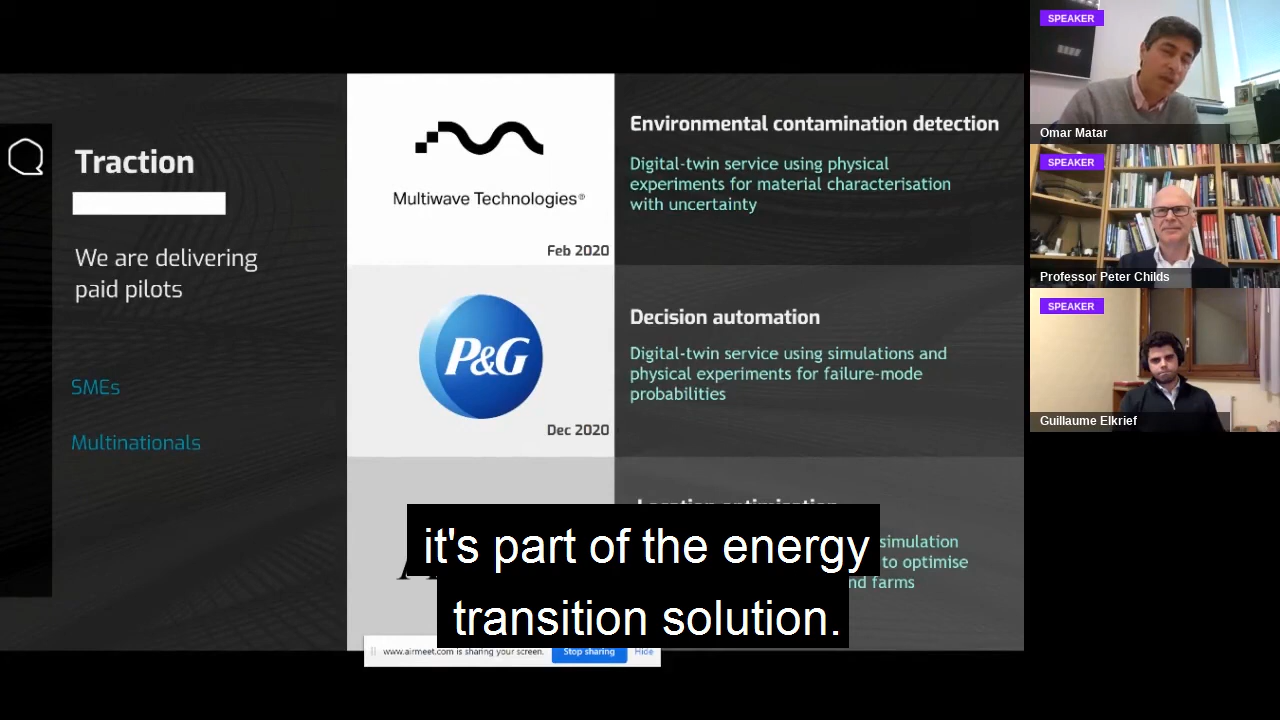 Traction
We are delivering
paid pilots
SMEs
Multinationals
Multiwave Technologies®
Feb 2020
Environmental contamination detection
Digital-twin service using physical
experiments for material characterisation
with uncertainty
P&G
Dec 2020
Decision automation
Digital-twin service using simulations and
physical experiments for failure-mode
probabilities
simulation
to optimise
farms
it's part of the energy
transition solution.
www.airmeet.com is sharing your screen.
Stop sharing
Hide
SPEAKER
Omar Matar
SPEAKER
Professor Peter Childs
SPEAKER
Guillaume Elkrief